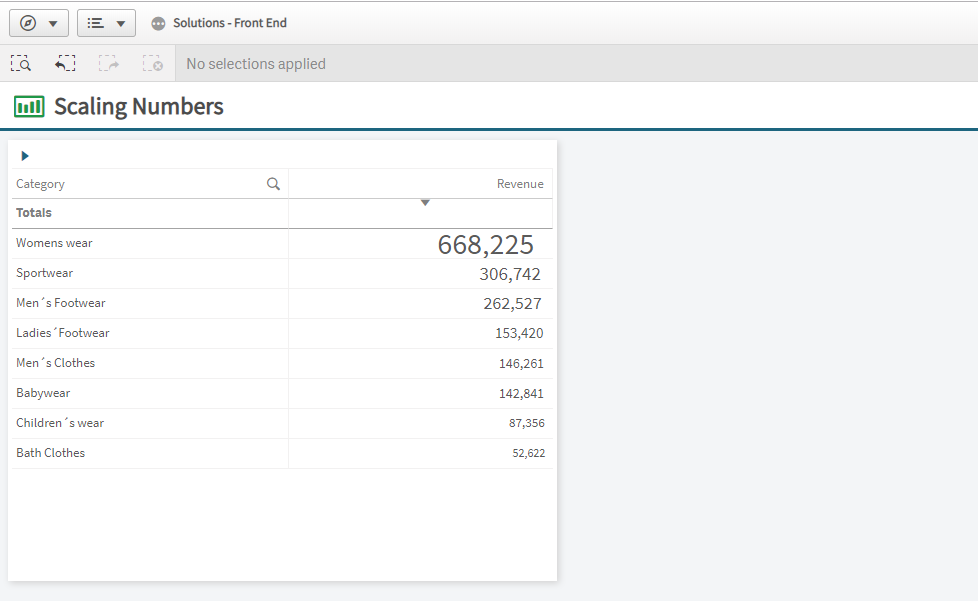 Solutions - Front End
No selections applied
Scaling Numbers
Category Revenue
Totals
Womens wear 668,225
Sportwear 306,742
Men´s Footwear 262,527
Ladies´Footwear 153,420
Men´s Clothes 146,261
Babywear 142,841
Children´s wear 87,356
Bath Clothes 52,622